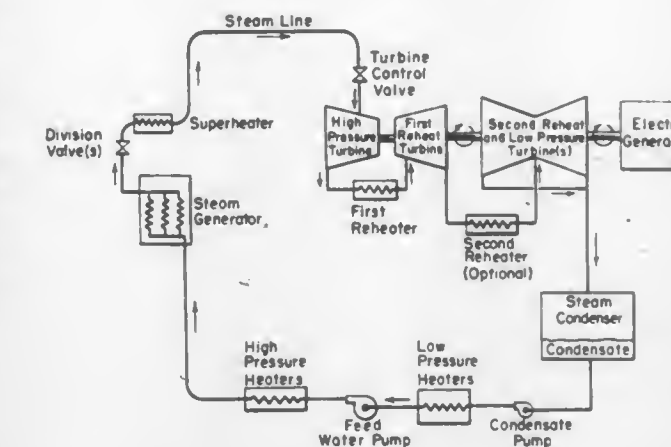 Steam Line
Turbine
Control
Valve
Superheater
Division
Valve(s)
High
Pressure
Turbine
First
Reheat
Turbine
Second Reheat
and Low Pressure
Turbine(s)
Steam
Generator
First
Reheater
Second
Reheater
(Optional)
Steam
Condenser
Condensate
High
Pressure
Heaters
Low
Pressure
Heaters
Feed
Water Pump
Condensate
Pump